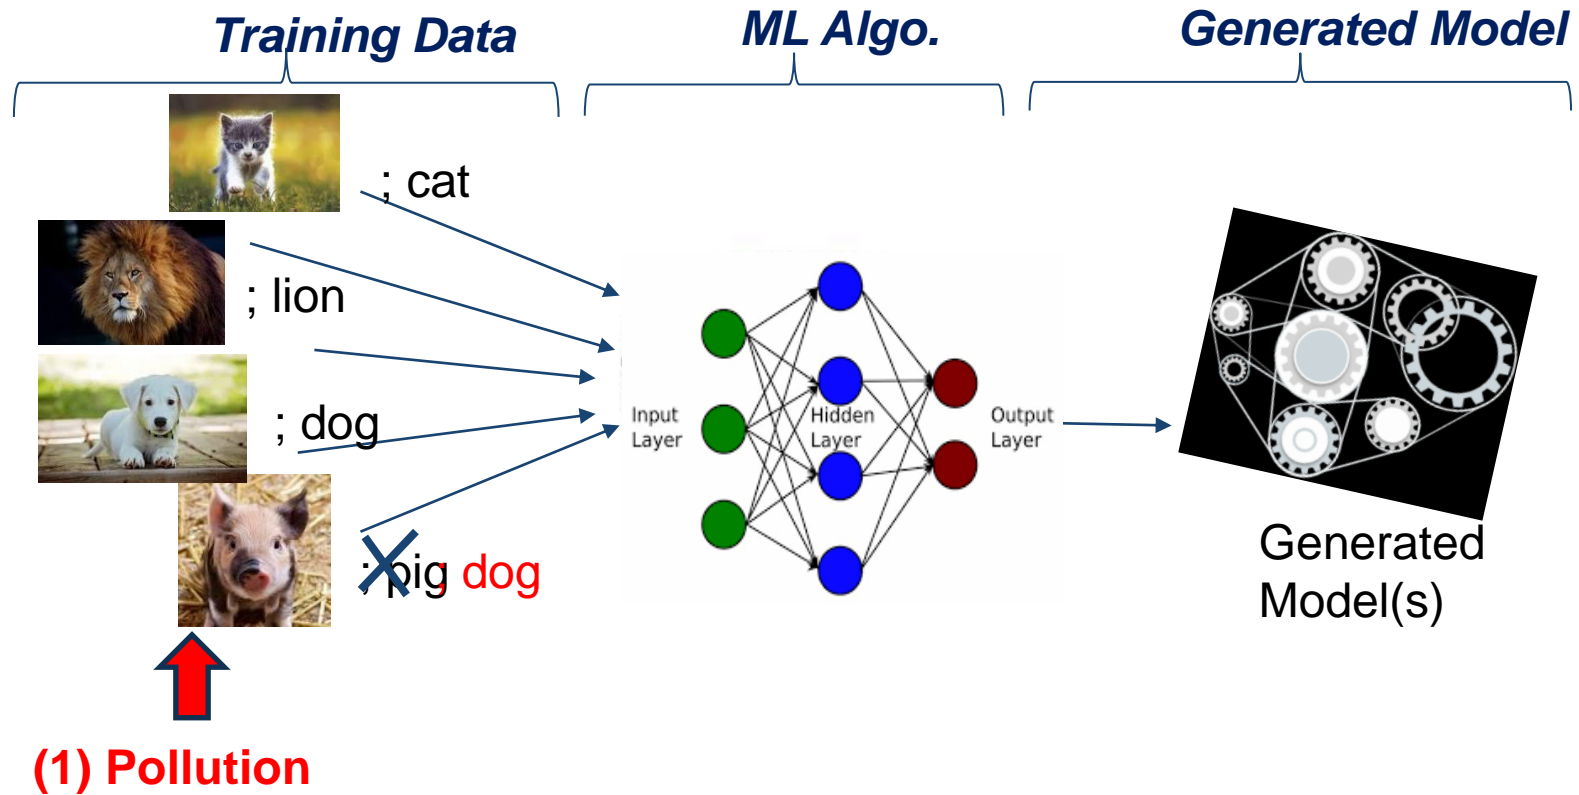 Training Data
ML Algo.
Generated Model
; cat
; lion
; dog
; pig ; dog
Input
Layer
Hidden
Layer
Output
Layer
Generated
Model(s)
(1) Pollution